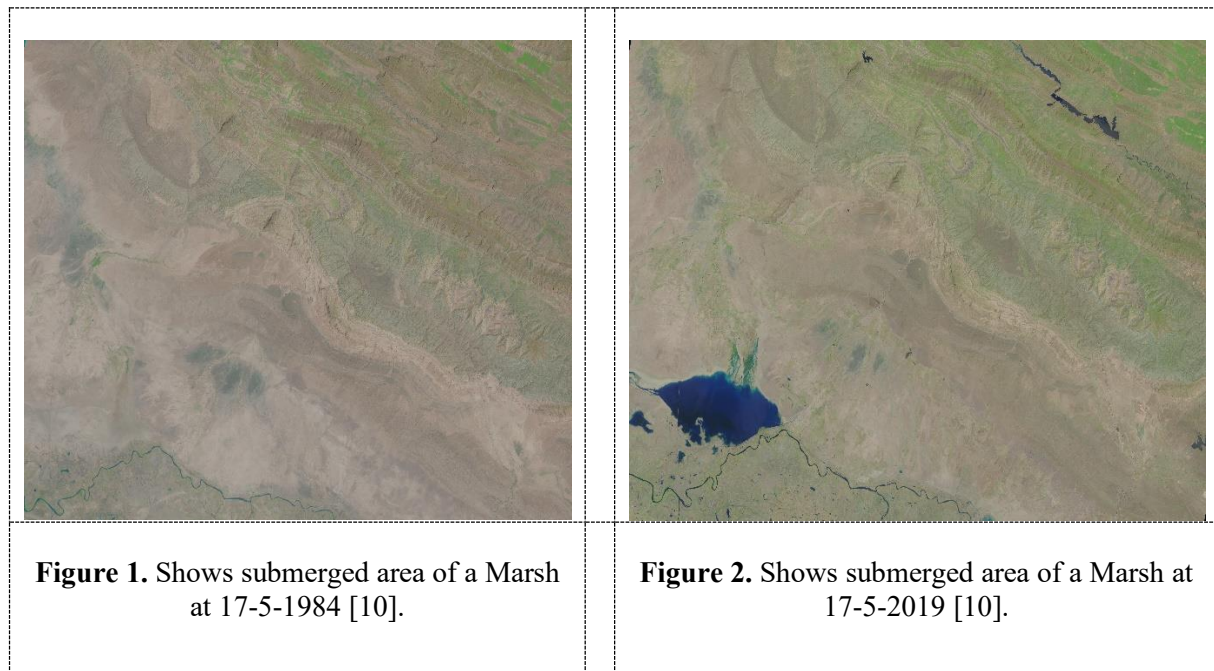 Figure 1. Shows submerged area of a Marsh
at 17-5-1984 [10].
Figure 2. Shows submerged area of a Marsh at
17-5-2019 [10].